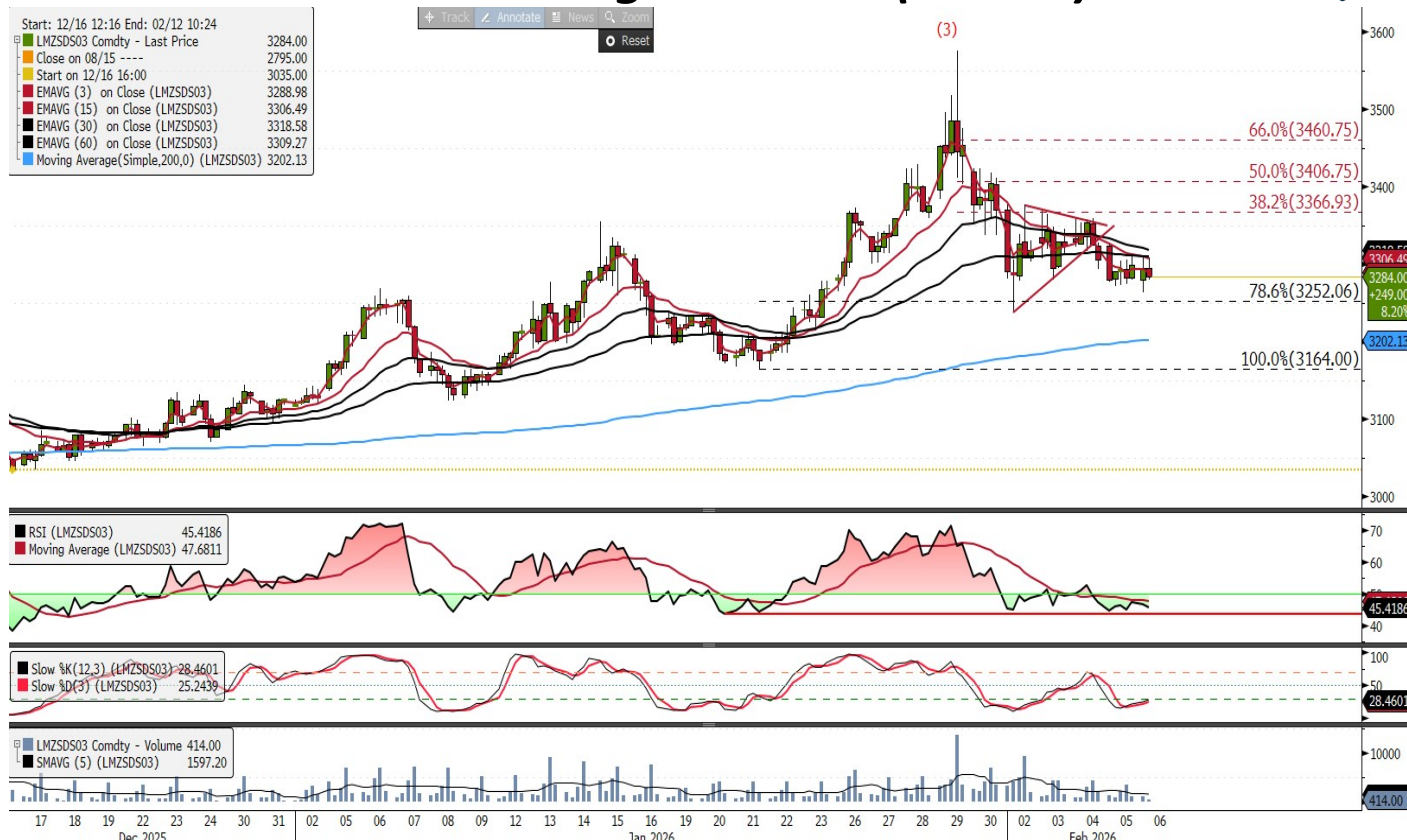 Start: 12/16 12:16 End: 02/12 10:24
LMZSDS03 Comdty - Last Price 3284.00
Close on 08/15 ---- 2795.00
Start on 12/16 16:00 3035.00
EMAVG (3) on Close (LMZSDS03) 3288.98
EMAVG (15) on Close (LMZSDS03) 3306.49
EMAVG (30) on Close (LMZSDS03) 3318.58
EMAVG (60) on Close (LMZSDS03) 3309.27
Moving Average(Simple,200,0) (LMZSDS03) 3202.13
Track Annotate News Zoom
Reset
(3)
3600
3500
66.0%(3460.75)
50.0%(3406.75)
3400
38.2%(3366.93)
3306.49
3284.00
+249.00
8.20%
78.6%(3252.06)
3202.13
100.0%(3164.00)
3100
3000
RSI (LMZSDS03) 45.4186
Moving Average (LMZSDS03) 47.6811
70
60
45.4186
40
Slow %K(12,3) (LMZSDS03) 28.4601
Slow %D(3) (LMZSDS03) 25.2439
100
50
28.4601
LMZSDS03 Comdty - Volume 414.00
SMAVG (5) (LMZSDS03) 1597.20
10000
414.00
17 18 19 22 23 24 29 30 31 02 05 06 07 08 09 12 13 14 15 16 19 20 21 22 23 26 27 28 29 30 02 03 04 05 06
Dec 2025 Jan 2026 Feb 2026